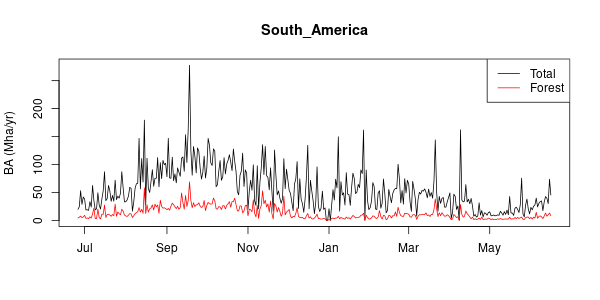 South_America
BA (Mha/yr)
200
100
50
0
Total
Forest
Jul
Sep
Nov
Jan
Mar
May